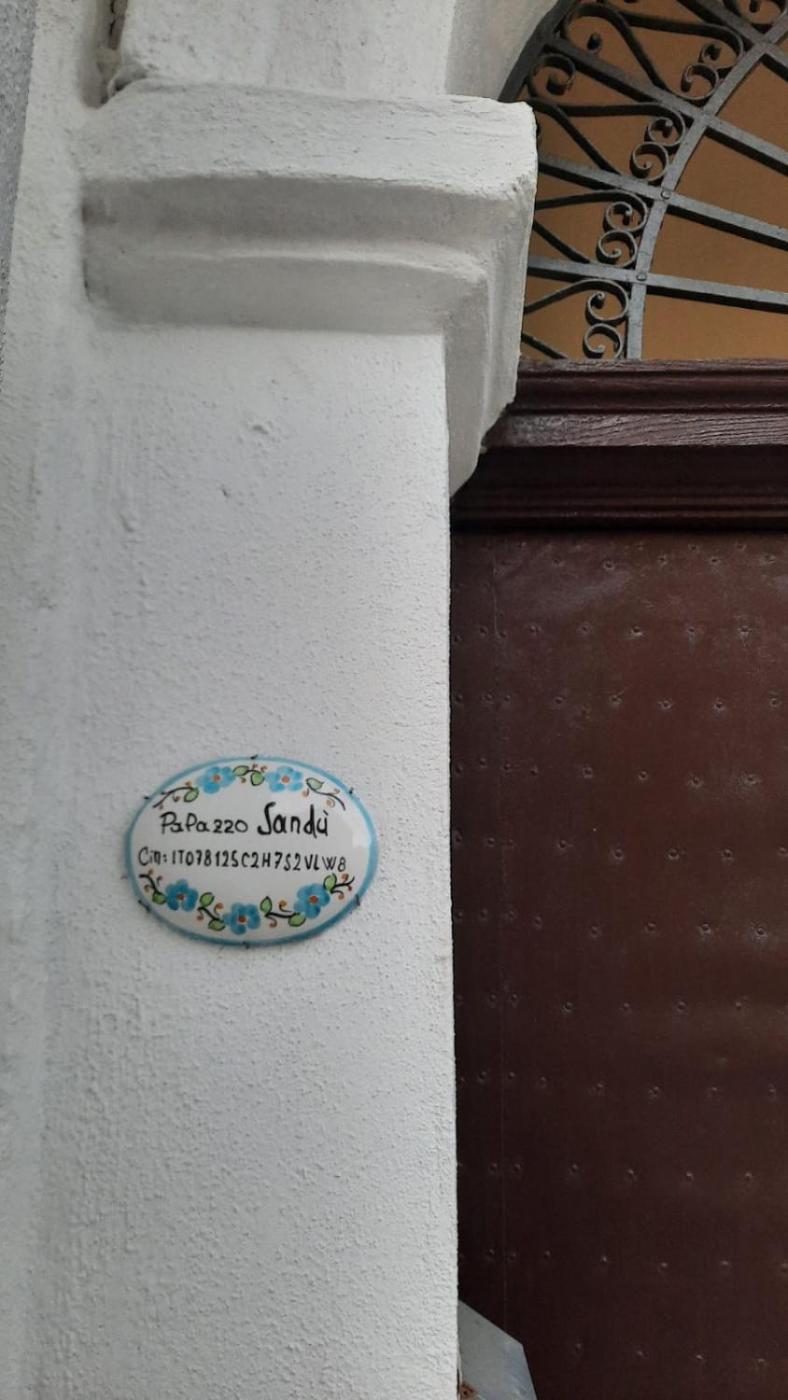 Palazzo Sandù
Cin: IT078125C2H7S2VLW8